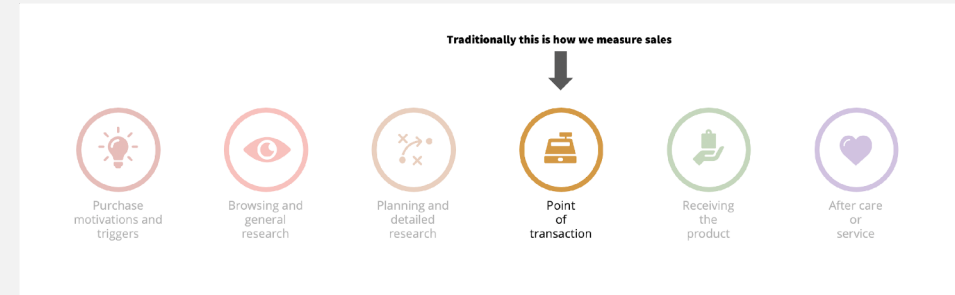 Traditionally this is how we measure sales
Purchase
motivations and
triggers
Browsing and
general
research
Planning and
detailed
research
Point
of
transaction
Receiving
the
product
After care
or
service